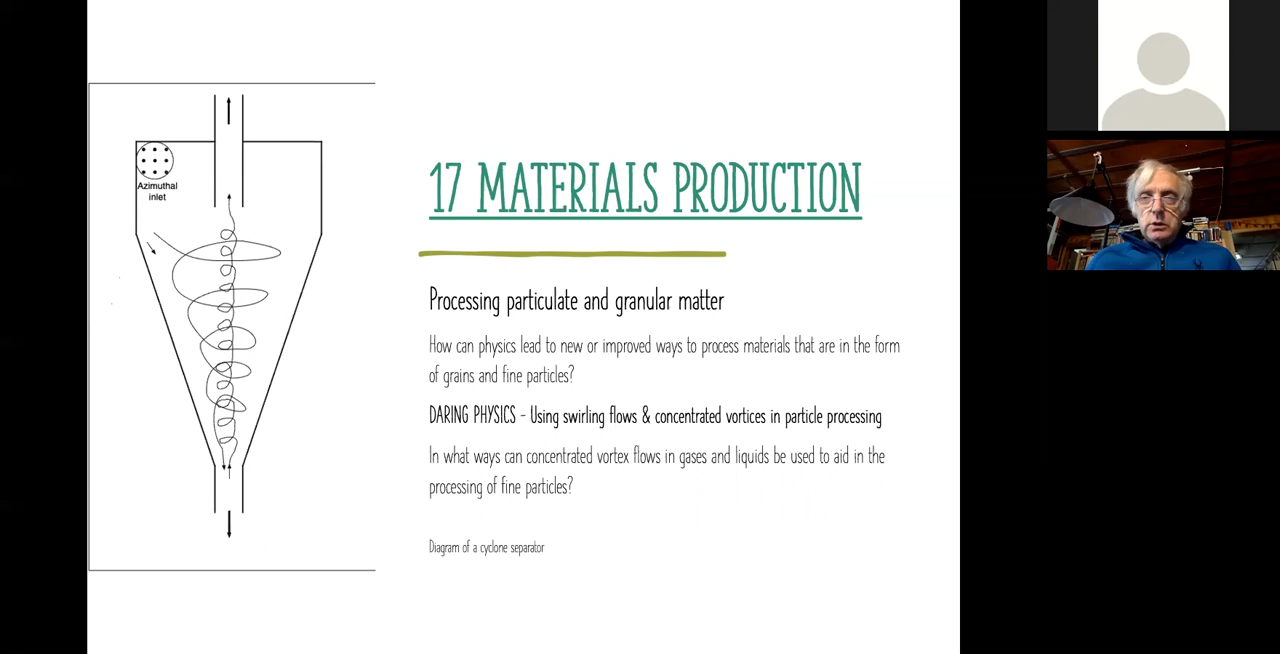 Azimuthal
inlet
17 MATERIALS PRODUCTION
Processing particulate and granular matter
How can physics lead to new or improved ways to process materials that are in the form
of grains and fine particles?
DARING PHYSICS - Using swirling flows & concentrated vortices in particle processing
In what ways can concentrated vortex flows in gases and liquids be used to aid in the
processing of fine particles?
Diagram of a cyclone separator